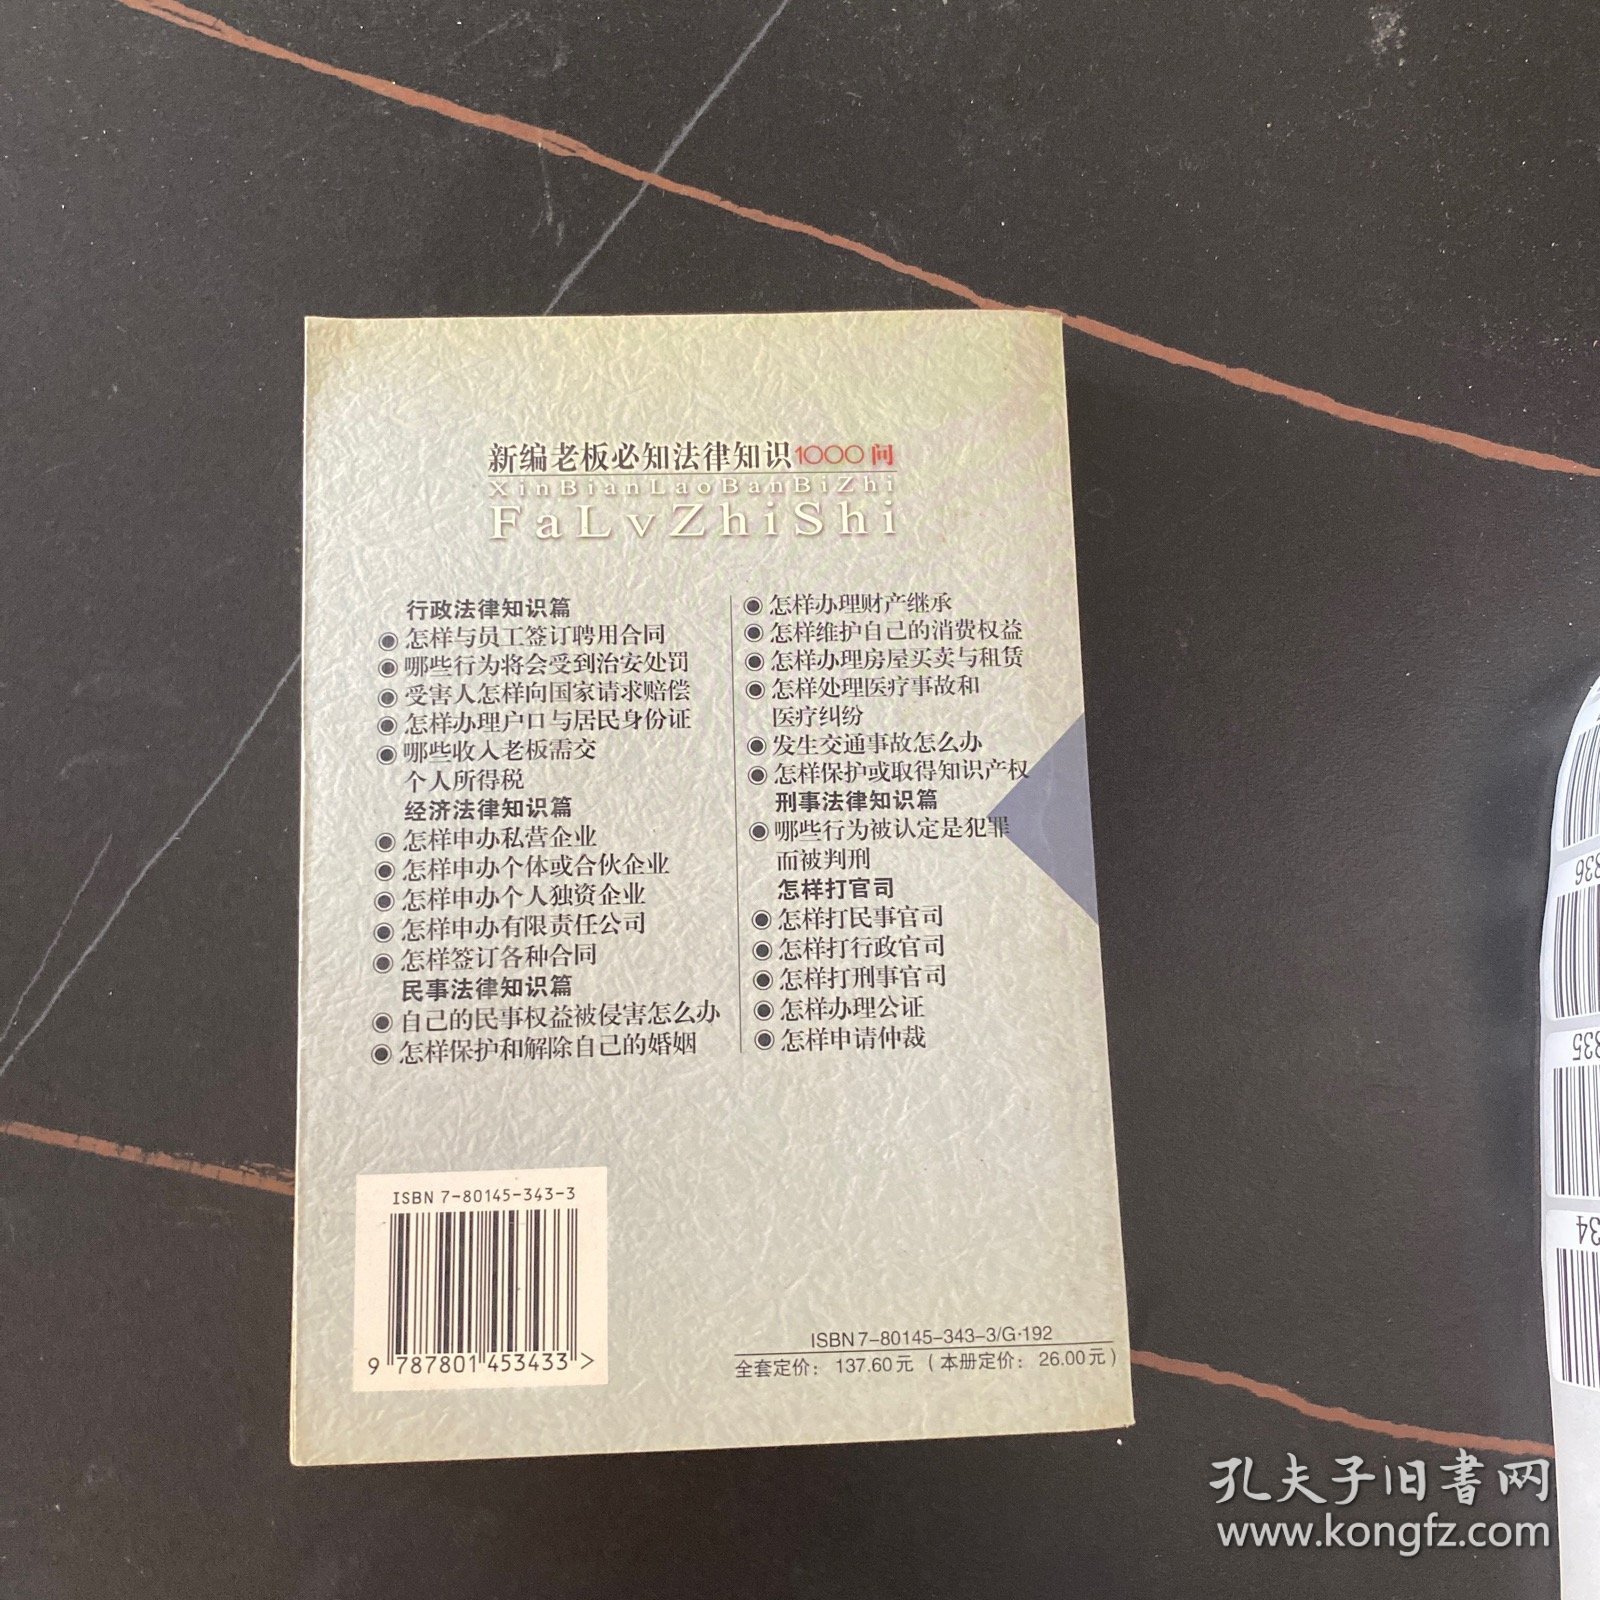 新编老板必知法律知识1000问
XinBianLaoBanBiZhi
FaLvZhiShi
行政法律知识篇
◉ 怎样与员工签订聘用合同
◉ 哪些行为将会受到治安处罚
◉ 受害人怎样向国家请求赔偿
◉ 怎样办理户口与居民身份证
◉ 哪些收入老板需交
个人所得税
经济法律知识篇
◉ 怎样申办私营企业
◉ 怎样申办个体或合伙企业
◉ 怎样申办个人独资企业
◉ 怎样申办有限责任公司
◉ 怎样签订各种合同
民事法律知识篇
◉ 自己的民事权益被侵害怎么办
◉ 怎样保护和解除自己的婚姻
◉ 怎样办理财产继承
◉ 怎样维护自己的消费权益
◉ 怎样办理房屋买卖与租赁
◉ 怎样处理医疗事故和
医疗纠纷
◉ 发生交通事故怎么办
◉ 怎样保护或取得知识产权
刑事法律知识篇
◉ 哪些行为被认定是犯罪
而被判刑
怎样打官司
◉ 怎样打民事官司
◉ 怎样打行政官司
◉ 怎样打刑事官司
◉ 怎样办理公证
◉ 怎样申请仲裁
ISBN 7-80145-343-3
9 787801 453433 >
ISBN 7-80145-343-3/G·192
全套定价：137.60元（本册定价：26.00元）
336
335
34
孔夫子旧书网
www.kongfz.com